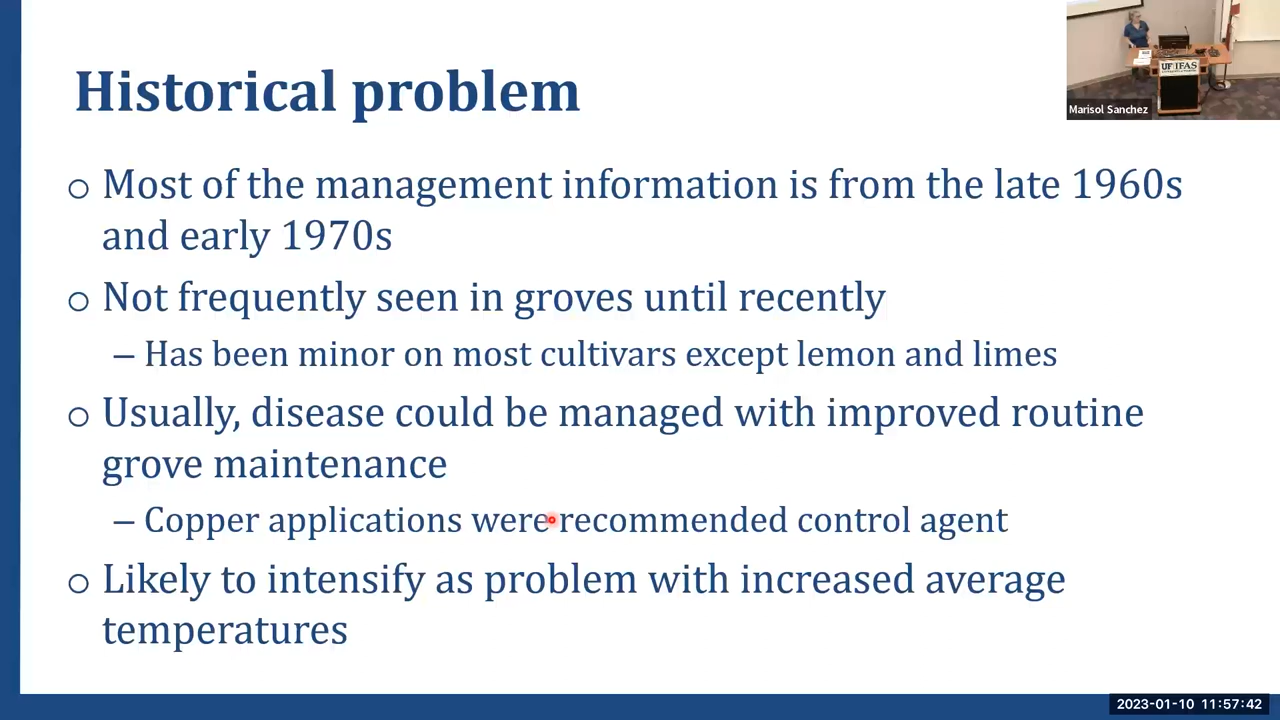 Historical problem
Most of the management information is from the late 1960s
and early 1970s
Not frequently seen in groves until recently
– Has been minor on most cultivars except lemon and limes
Usually, disease could be managed with improved routine
grove maintenance
– Copper applications were recommended control agent
Likely to intensify as problem with increased average
temperatures
UF IFAS
Marisol Sanchez
2023-01-10 11:57:42